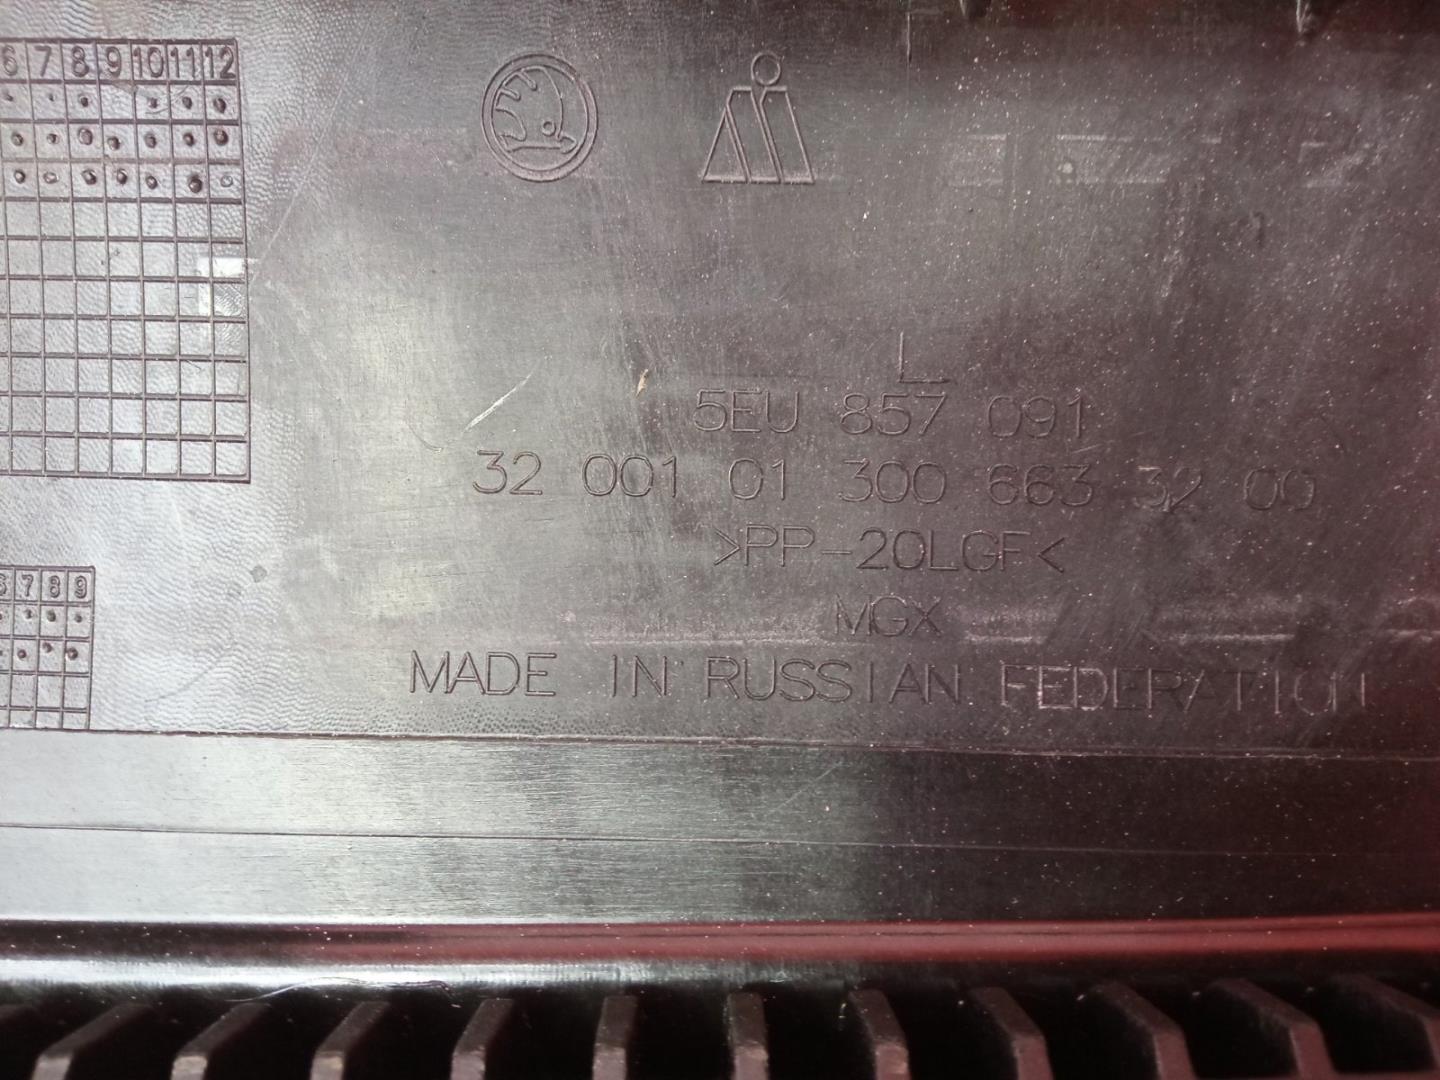 6 7 8 9 10 11 12
L
5EU 857 091
32 001 01 300 663 32 00
>PP-20LGF<
6 7 8 9
MGX
MADE IN RUSSIAN FEDERATION